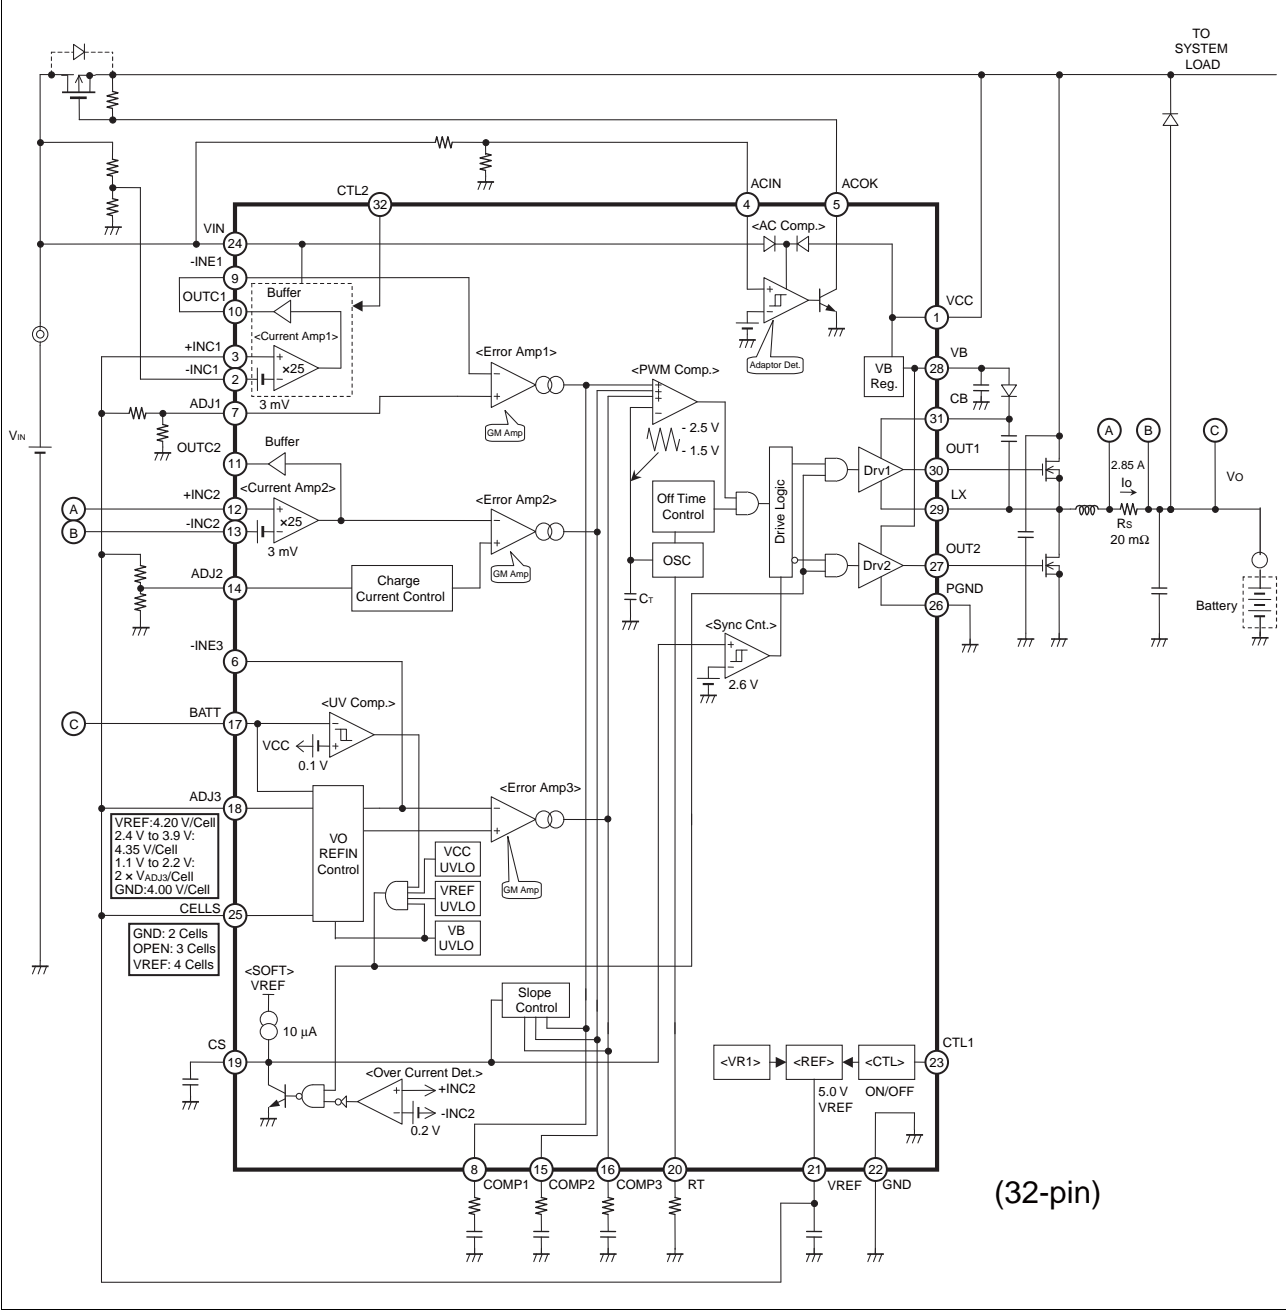 TO
SYSTEM
LOAD
CTL2
32
ACIN
4
ACOK
5
VIN
24
<AC Comp.>
-INE1
9
Buffer
OUTC1
10
VCC
1
<Current Amp1>
+INC1
3
×25
-INC1
2
3 mV
<Error Amp1>
GM Amp
Adaptor Det.
VB
Reg.
VB
28
<PWM Comp.>
CB
31
ADJ1
7
- 2.5 V
- 1.5 V
VIN
OUTC2
11
Buffer
OUT1
30
Drv1
A
B
C
2.85 A
Io
Vo
<Current Amp2>
A
+INC2
12
×25
B
-INC2
13
3 mV
<Error Amp2>
GM Amp
Off Time
Control
Drive Logic
LX
29
RS
20 mΩ
OSC
Drv2
OUT2
27
ADJ2
14
Charge
Current Control
CT
PGND
26
Battery
<Sync Cnt.>
2.6 V
-INE3
6
C
BATT
17
<UV Comp.>
VCC
0.1 V
ADJ3
18
<Error Amp3>
GM Amp
VREF:4.20 V/Cell
2.4 V to 3.9 V:
4.35 V/Cell
1.1 V to 2.2 V:
2 × VADJ3/Cell
GND:4.00 V/Cell
VO
REFIN
Control
VCC
UVLO
VREF
UVLO
VB
UVLO
CELLS
25
GND: 2 Cells
OPEN: 3 Cells
VREF: 4 Cells
<SOFT>
VREF
10 μA
Slope
Control
CS
19
<Over Current Det.>
+INC2
-INC2
0.2 V
<VR1>
<REF>
<CTL>
CTL1
23
5.0 V
VREF
ON/OFF
8
COMP1
15
COMP2
16
COMP3
20
RT
21
VREF
22
GND
(32-pin)